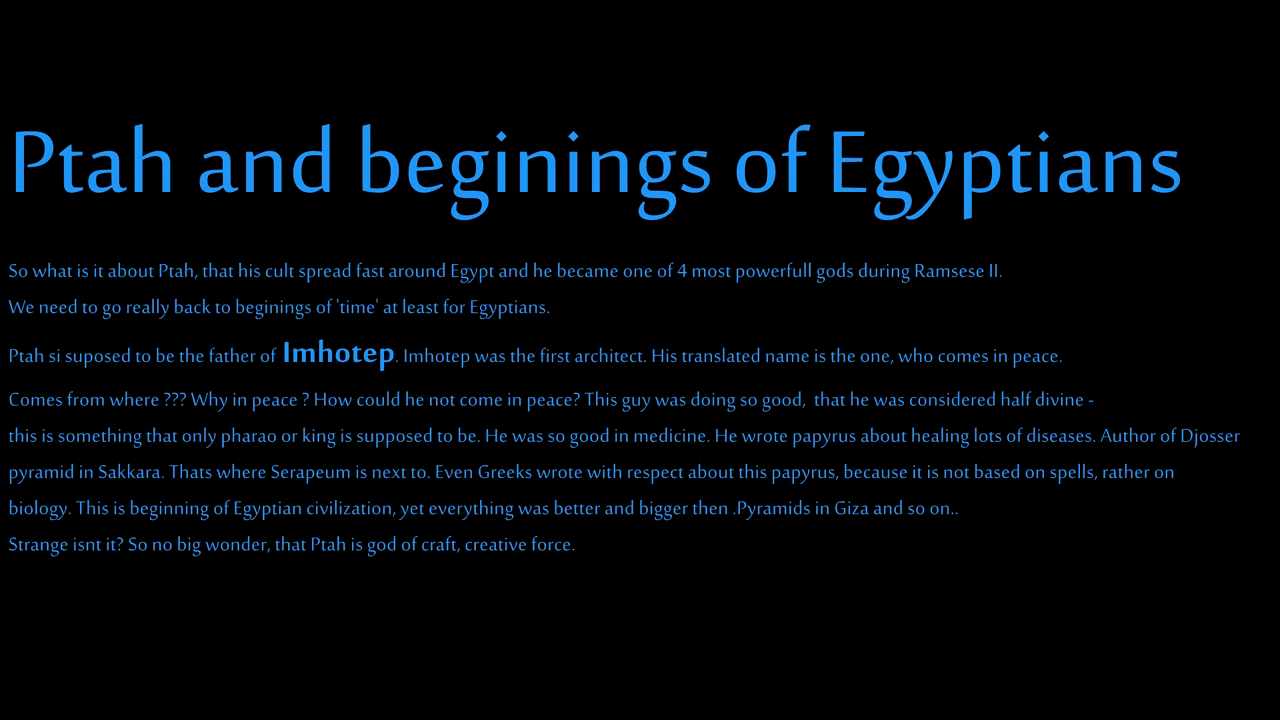 Ptah and beginings of Egyptians
So what is it about Ptah, that his cult spread fast around Egypt and he became one of 4 most powerfull gods during Ramsese II.
We need to go really back to beginings of 'time' at least for Egyptians.
Ptah si suposed to be the father of Imhotep. Imhotep was the first architect. His translated name is the one, who comes in peace.
Comes from where ??? Why in peace ? How could he not come in peace? This guy was doing so good,  that he was considered half divine -
this is something that only pharao or king is supposed to be. He was so good in medicine. He wrote papyrus about healing lots of diseases. Author of Djosser
pyramid in Sakkara. Thats where Serapeum is next to. Even Greeks wrote with respect about this papyrus, because it is not based on spells, rather on
biology. This is beginning of Egyptian civilization, yet everything was better and bigger then .Pyramids in Giza and so on..
Strange isnt it? So no big wonder, that Ptah is god of craft, creative force.